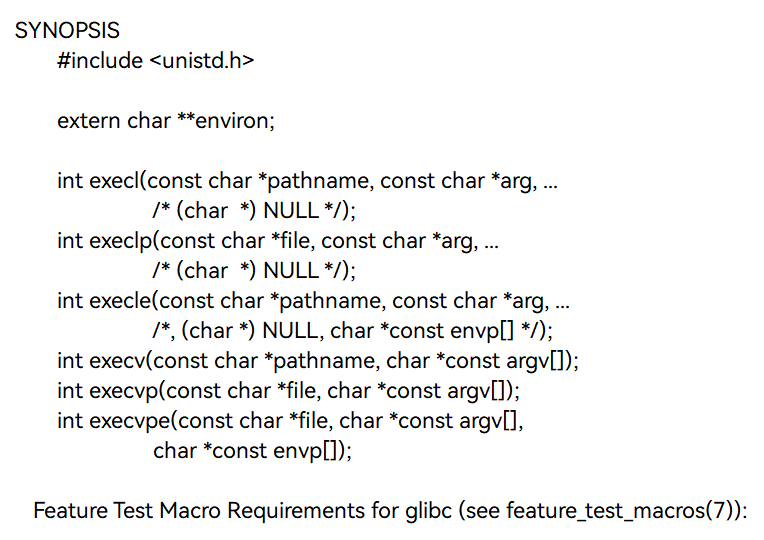 SYNOPSIS
#include <unistd.h>
extern char **environ;
int execl(const char *pathname, const char *arg, ...
/* (char  *) NULL */);
int execlp(const char *file, const char *arg, ...
/* (char  *) NULL */);
int execle(const char *pathname, const char *arg, ...
/*, (char *) NULL, char *const envp[] */);
int execv(const char *pathname, char *const argv[]);
int execvp(const char *file, char *const argv[]);
int execvpe(const char *file, char *const argv[],
char *const envp[]);
Feature Test Macro Requirements for glibc (see feature_test_macros(7)):